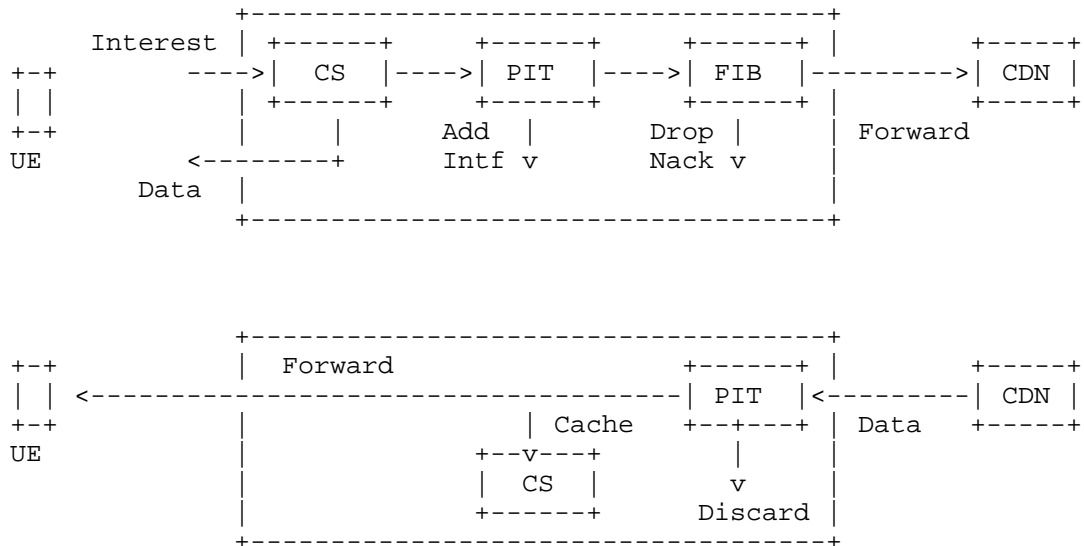 Interest
CS PIT FIB CDN
Add Drop Forward
UE Intf Nack
Data
Forward
PIT CDN
Cache Data
UE
CS
Discard